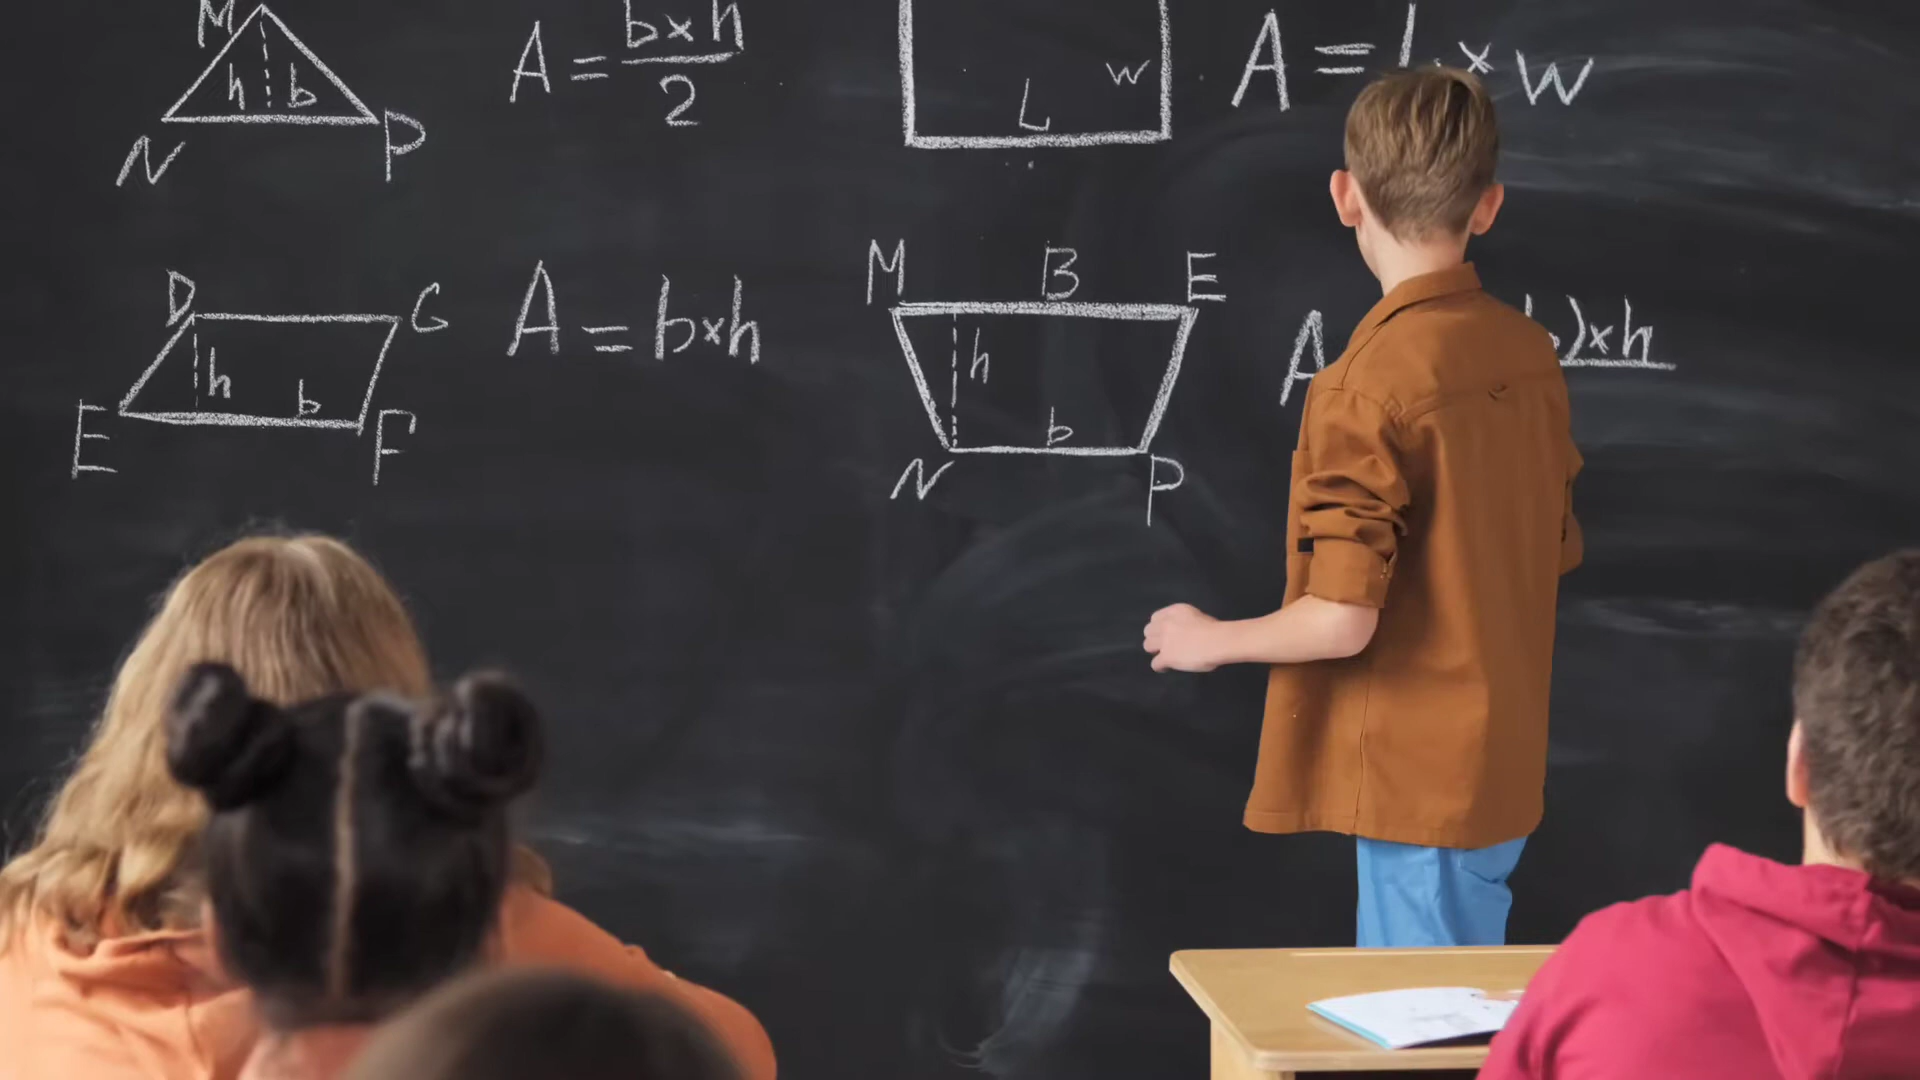 M
h b
N P
A = b×h
2
L w
A = L × w
D G
h b
E F
A = b×h
M B E
h
b
N P
A
)×h